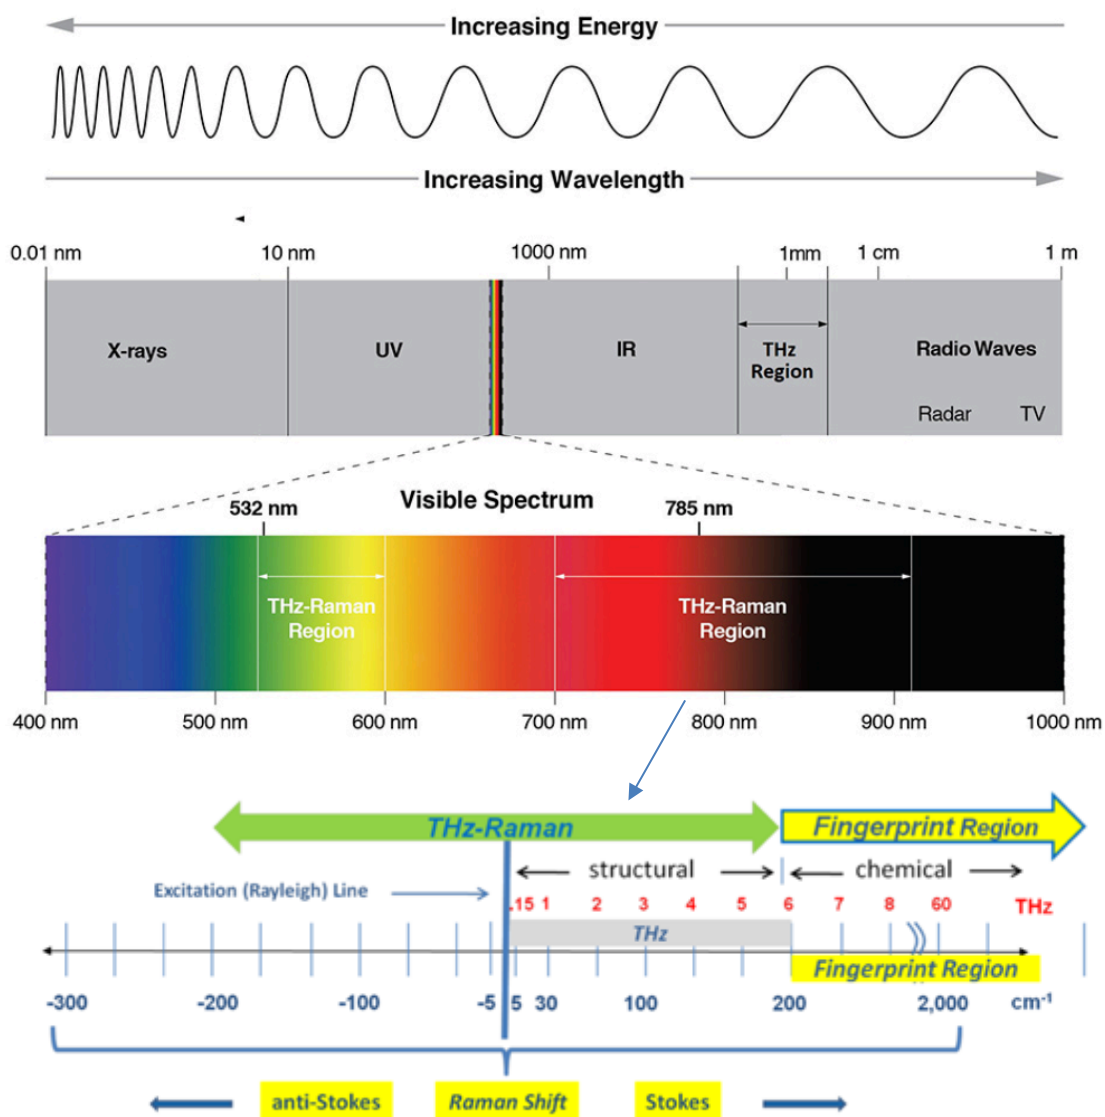 Increasing Energy
Increasing Wavelength
0.01 nm 10 nm 1000 nm 1mm 1 cm 1 m
X-rays UV IR THz Region Radio Waves
Radar TV
Visible Spectrum
532 nm 785 nm
THz-Raman Region THz-Raman Region
400 nm 500 nm 600 nm 700 nm 800 nm 900 nm 1000 nm
THz-Raman Fingerprint Region
structural chemical
Excitation (Rayleigh) Line
.15 1 2 3 4 5 6 7 8 60 THz
THz
Fingerprint Region
-300 -200 -100 -5 5 30 100 200 2,000 cm⁻¹
anti-Stokes Raman Shift Stokes